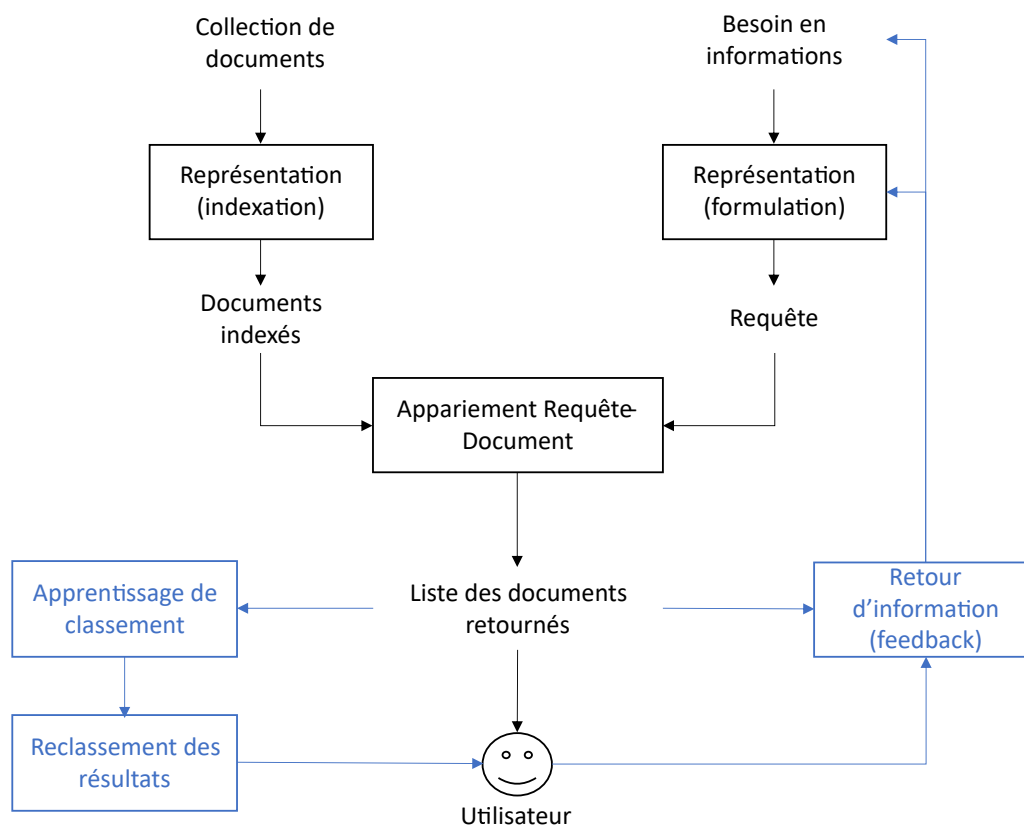 Collection de
documents
Besoin en
informations
Représentation
(indexation)
Représentation
(formulation)
Documents
indexés
Requête
Appariement Requête-
Document
Apprentissage de
classement
Liste des documents
retournés
Retour
d’information
(feedback)
Reclassement des
résultats
Utilisateur